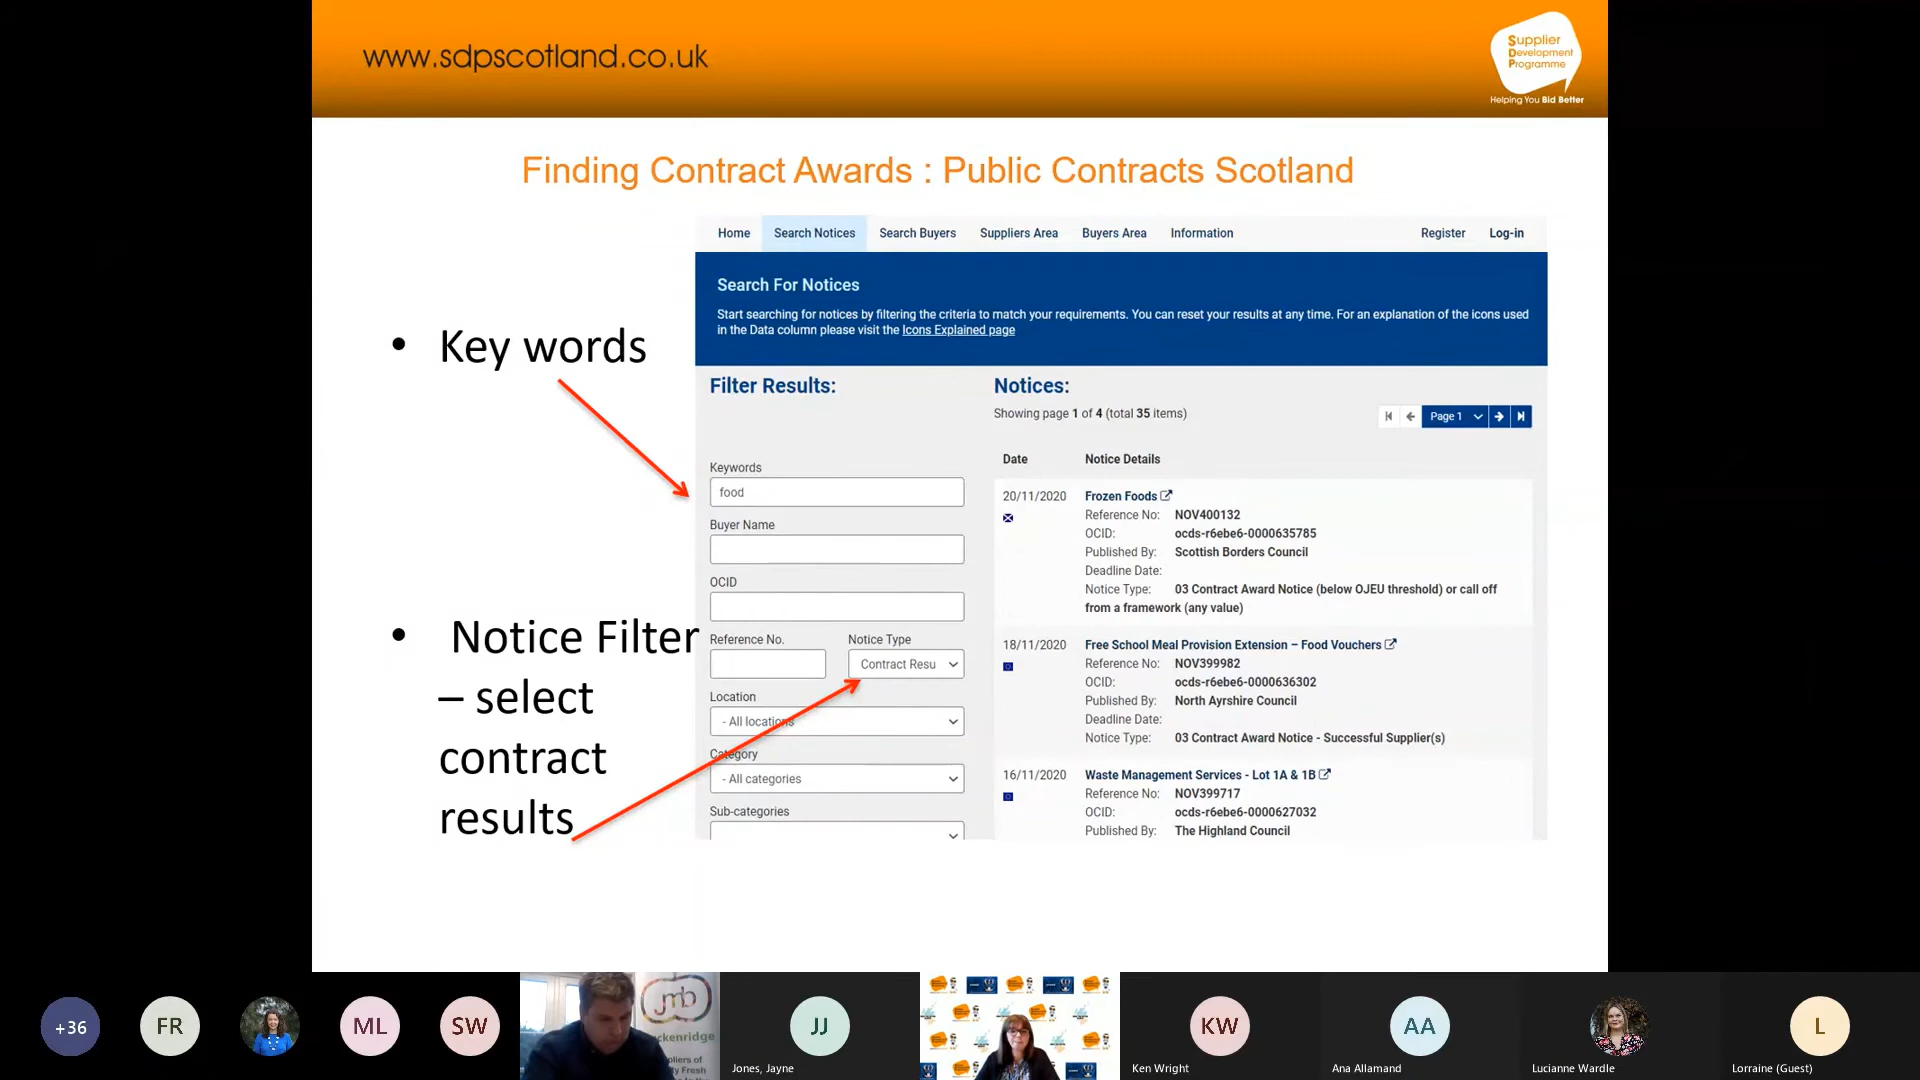 www.sdpscotland.co.uk
Supplier
Development
Programme
Helping You Bid Better
Finding Contract Awards : Public Contracts Scotland
• Key words
• Notice Filter
– select
contract
results
Home Search Notices Search Buyers Suppliers Area Buyers Area Information Register Log-in
Search For Notices
Start searching for notices by filtering the criteria to match your requirements. You can reset your results at any time. For an explanation of the icons used
in the Data column please visit the Icons Explained page
Filter Results:
Keywords
food
Buyer Name
OCID
Reference No. Notice Type
Contract Resu
Location
- All locations
Category
- All categories
Sub-categories
Notices:
Showing page 1 of 4 (total 35 items)
Page 1
Date Notice Details
20/11/2020 Frozen Foods
Reference No: NOV400132
OCID: ocds-r6ebe6-0000635785
Published By: Scottish Borders Council
Deadline Date:
Notice Type: 03 Contract Award Notice (below OJEU threshold) or call off
from a framework (any value)
18/11/2020 Free School Meal Provision Extension – Food Vouchers
Reference No: NOV399982
OCID: ocds-r6ebe6-0000636302
Published By: North Ayrshire Council
Deadline Date:
Notice Type: 03 Contract Award Notice - Successful Supplier(s)
16/11/2020 Waste Management Services - Lot 1A & 1B
Reference No: NOV399717
OCID: ocds-r6ebe6-0000627032
Published By: The Highland Council
+36
FR
ML
SW
jmb
JJ
Jones, Jayne
KW
Ken Wright
AA
Ana Allamand
Lucianne Wardle
L
Lorraine (Guest)